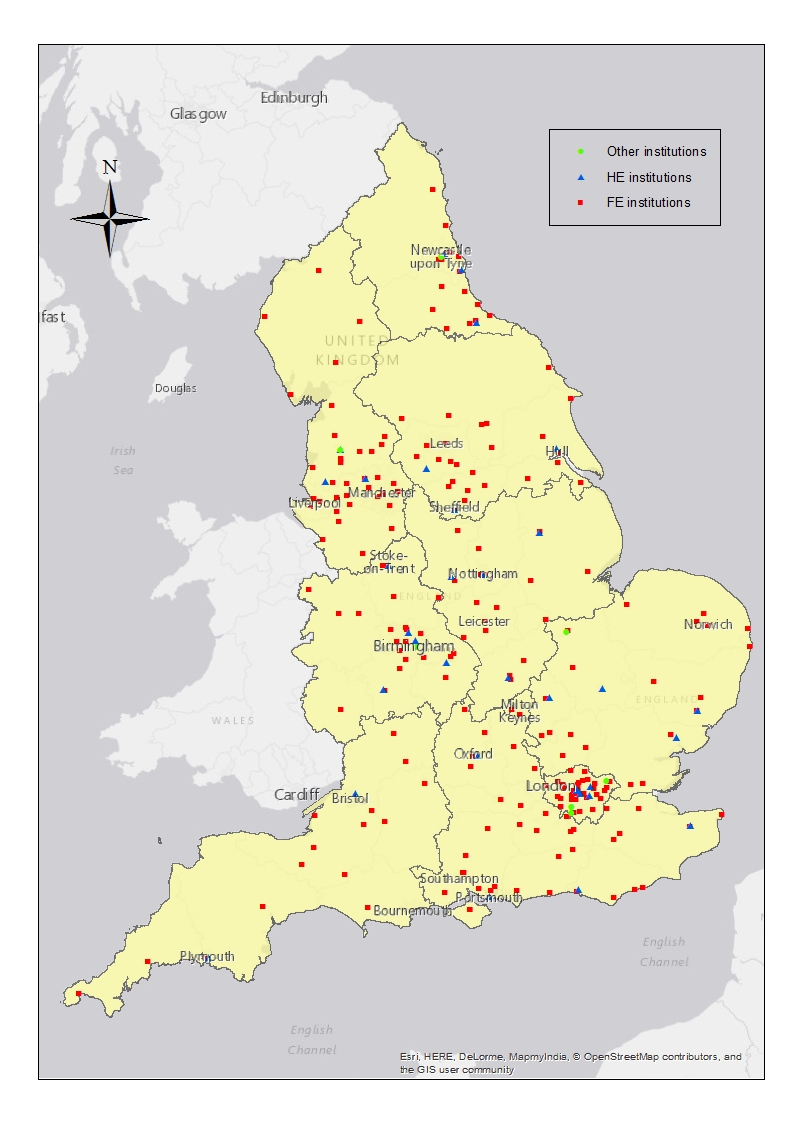 Edinburgh
Glasgow
N
Other institutions
HE institutions
FE institutions
Newcastle
upon Tyne
fast
UNITED
KINGDOM
Douglas
Irish
Sea
Leeds
Hull
Manchester
Liverpool
Sheffield
Stoke-
on-Trent
Nottingham
ENGLAND
Leicester
Norwich
Birmingham
ENGLAND
Milton
Keynes
WALES
Oxford
London
Cardiff
Bristol
Southampton
Portsmouth
Bournemouth
Plymouth
English
Channel
English
Channel
Esri, HERE, DeLorme, MapmyIndia, © OpenStreetMap contributors, and
the GIS user community